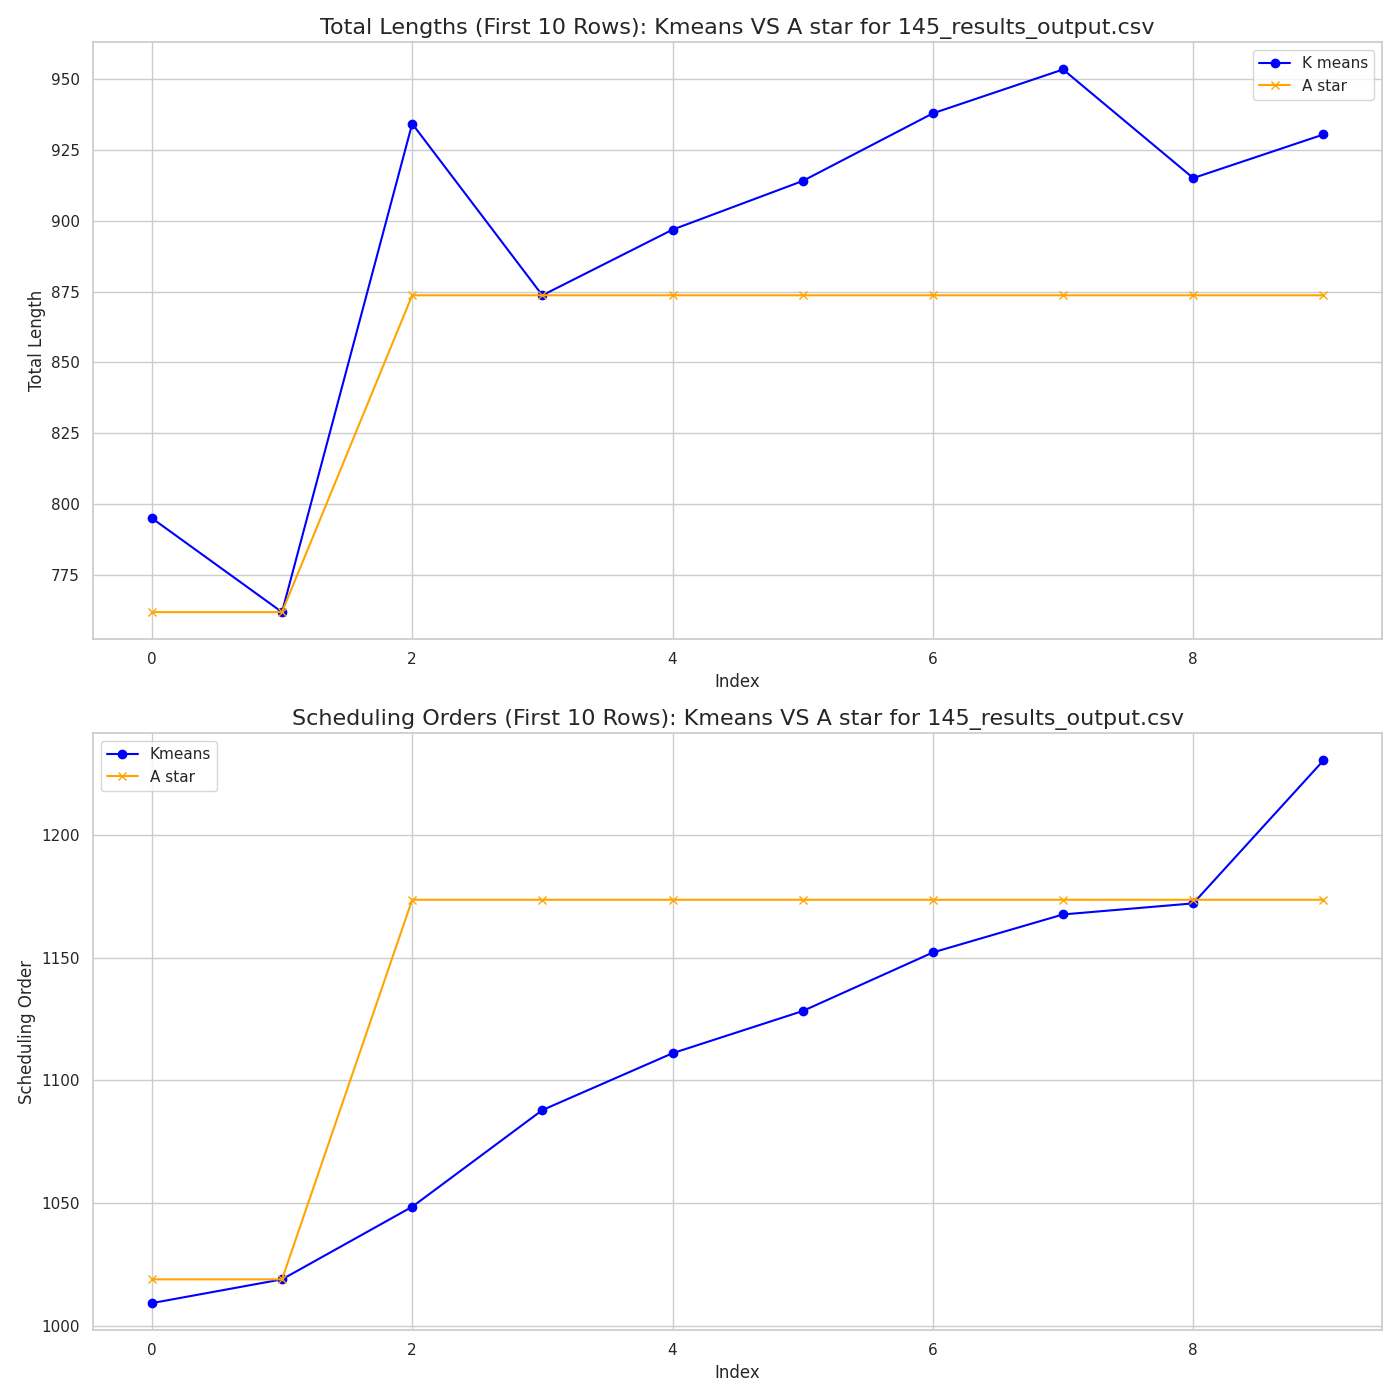 Total Lengths (First 10 Rows): Kmeans VS A star for 145_results_output.csv
K means
A star
950
925
900
875
850
825
800
775
Total Length
0 2 4 6 8
Index
Scheduling Orders (First 10 Rows): Kmeans VS A star for 145_results_output.csv
Kmeans
A star
1200
1150
1100
1050
1000
Scheduling Order
0 2 4 6 8
Index